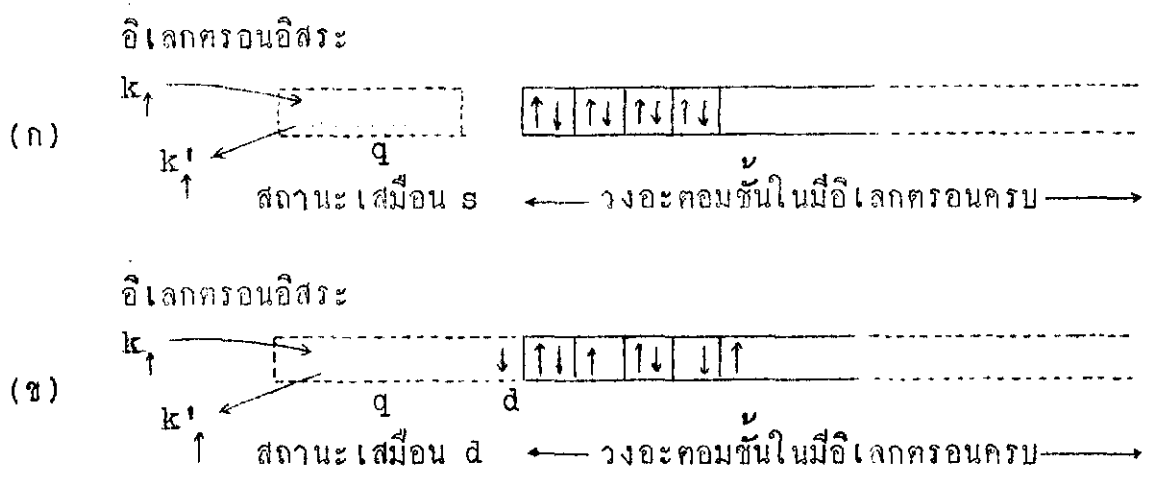 อิเลกตรอนอิสระ
k↑ ↑↓ ↑↓ ↑↓ ↑↓
(ก)
k'↑ q
สถานะเสมือน s ← วงอะตอมชั้นในมีอิเลกตรอนครบ →
อิเลกตรอนอิสระ
k↑ ↓ ↑↓ ↑ ↑↓ ↓ ↑
(ข)
k'↑ q d
สถานะเสมือน d ← วงอะตอมชั้นในมีอิเลกตรอนครบ →